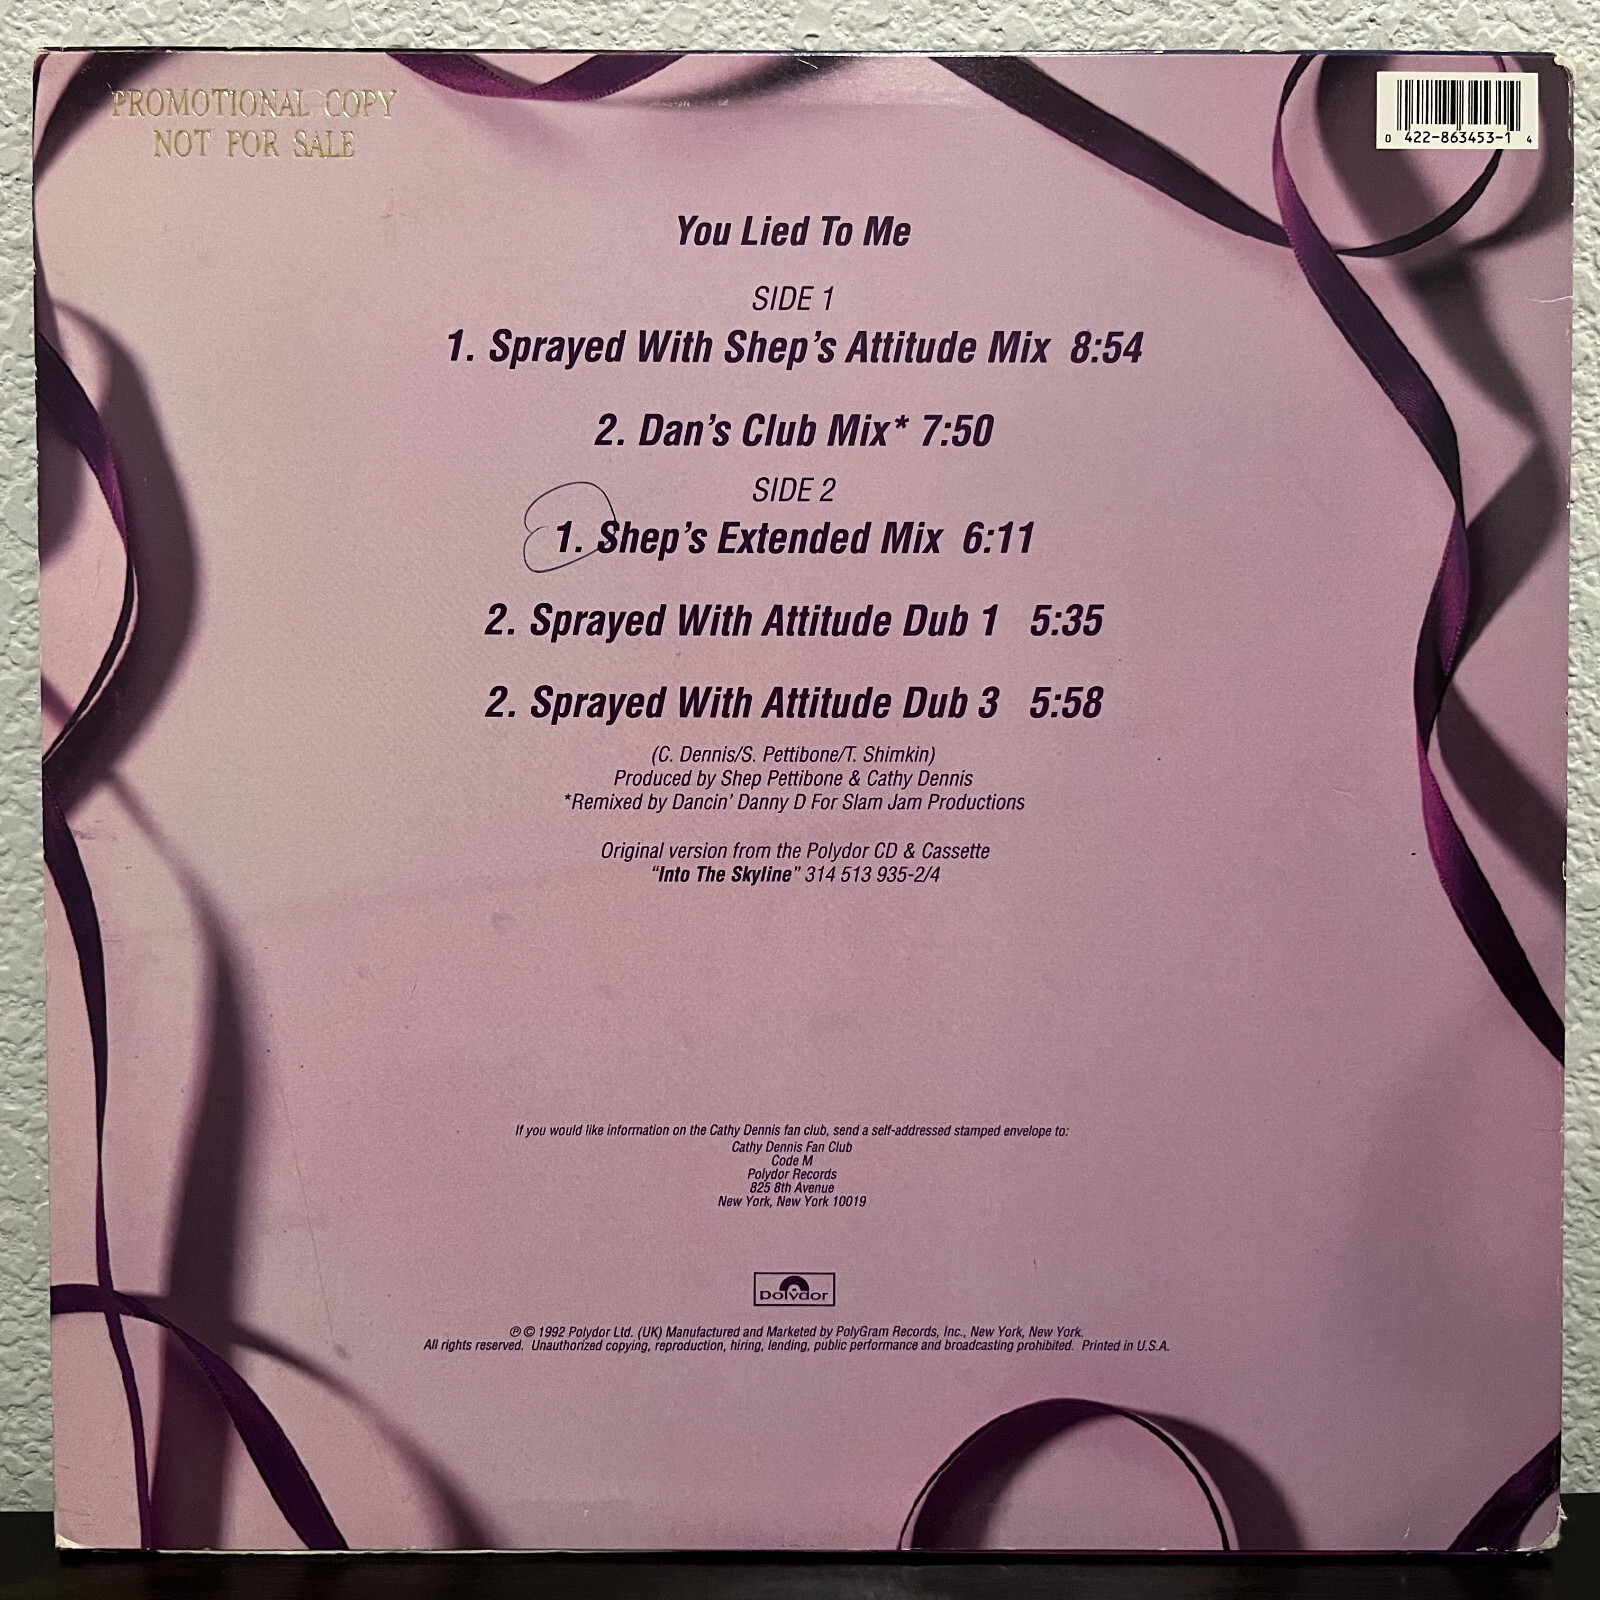 PROMOTIONAL COPY
NOT FOR SALE
0 422-863453-1 4
You Lied To Me
SIDE 1
1. Sprayed With Shep's Attitude Mix 8:54
2. Dan's Club Mix* 7:50
SIDE 2
1. Shep's Extended Mix 6:11
2. Sprayed With Attitude Dub 1 5:35
2. Sprayed With Attitude Dub 3 5:58
(C. Dennis/S. Pettibone/T. Shimkin)
Produced by Shep Pettibone & Cathy Dennis
*Remixed by Dancin' Danny D For Slam Jam Productions
Original version from the Polydor CD & Cassette
"Into The Skyline" 314 513 935-2/4
If you would like information on the Cathy Dennis fan club, send a self-addressed stamped envelope to:
Cathy Dennis Fan Club
Code M
Polydor Records
825 8th Avenue
New York, New York 10019
polydor
℗ © 1992 Polydor Ltd. (UK) Manufactured and Marketed by PolyGram Records, Inc., New York, New York.
All rights reserved. Unauthorized copying, reproduction, hiring, lending, public performance and broadcasting prohibited. Printed in U.S.A.